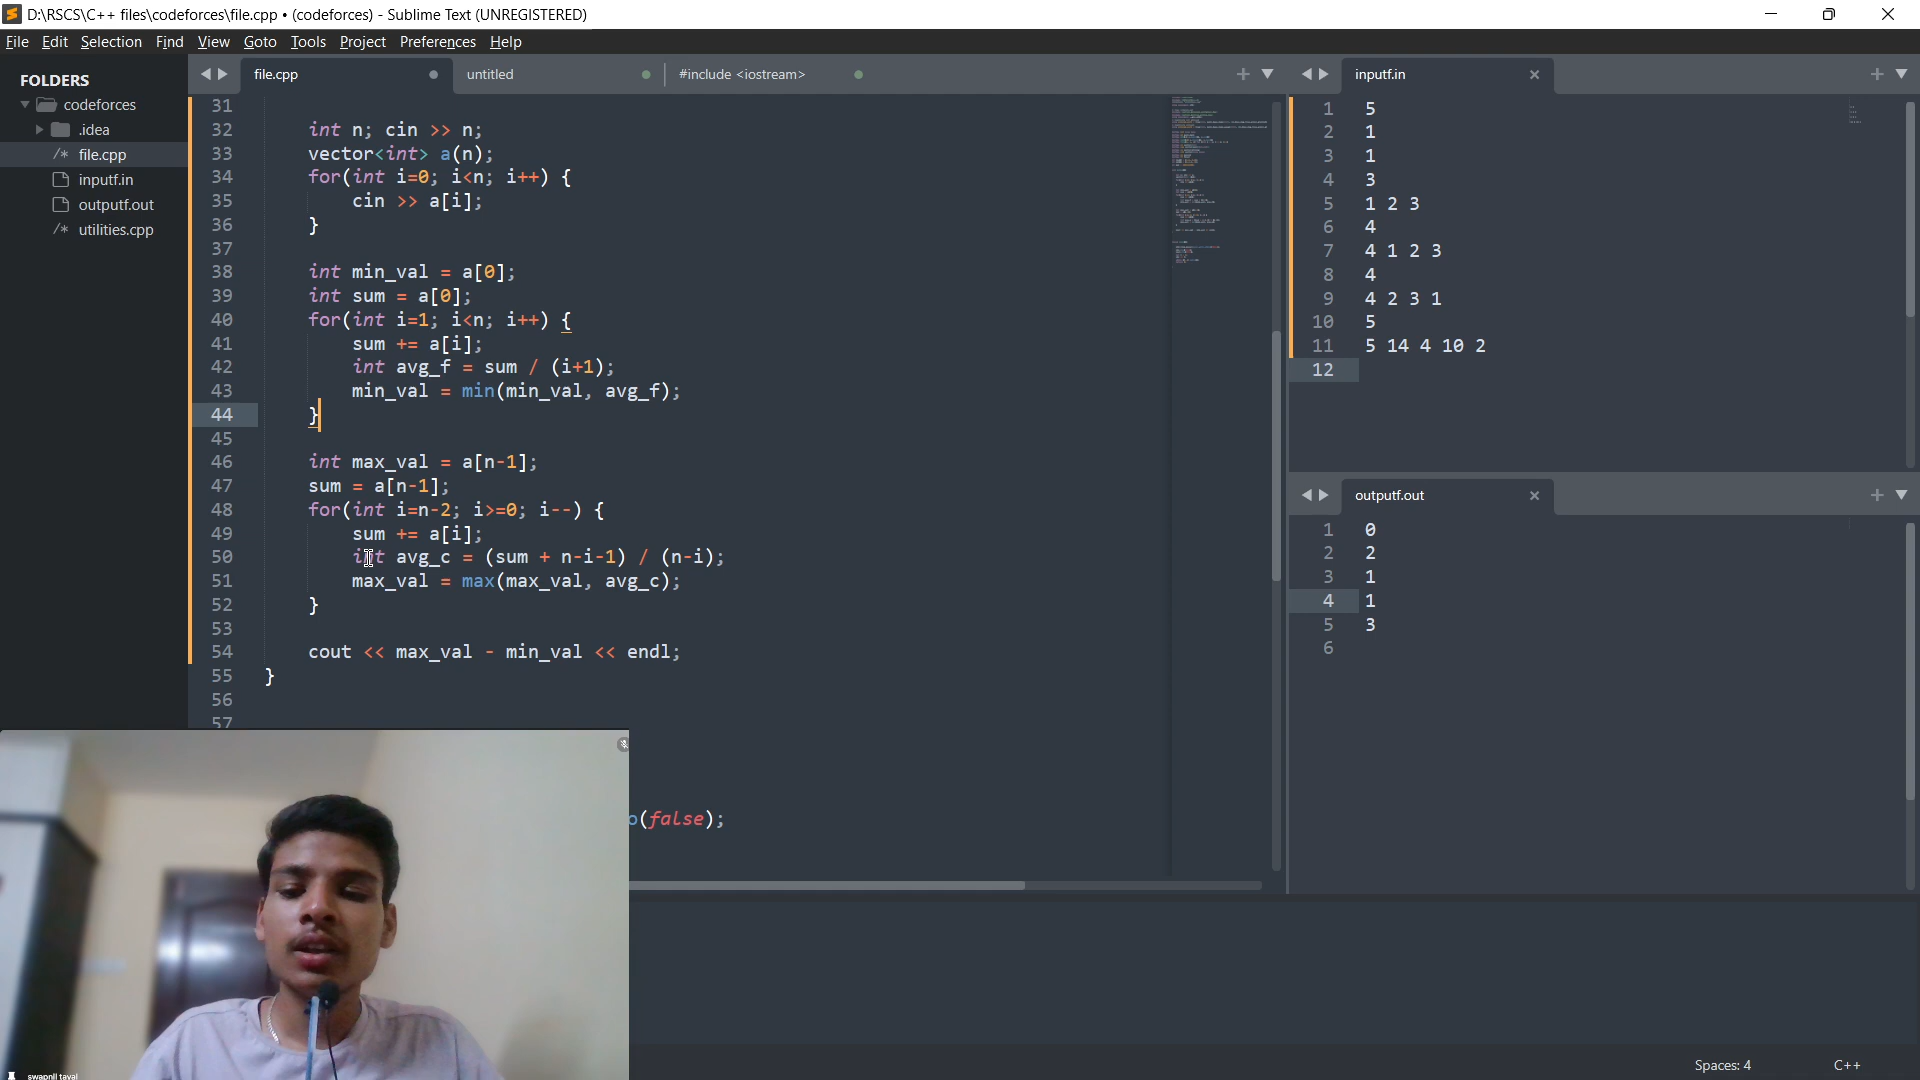 D:\RSCS\C++ files\codeforces\file.cpp • (codeforces) - Sublime Text (UNREGISTERED)
File Edit Selection Find View Goto Tools Project Preferences Help
FOLDERS
codeforces
.idea
/* file.cpp
inputf.in
outputf.out
/* utilities.cpp
file.cpp
untitled
#include <iostream>
31
32 int n; cin >> n;
33 vector<int> a(n);
34 for(int i=0; i<n; i++) {
35 cin >> a[i];
36 }
37
38 int min_val = a[0];
39 int sum = a[0];
40 for(int i=1; i<n; i++) {
41 sum += a[i];
42 int avg_f = sum / (i+1);
43 min_val = min(min_val, avg_f);
44 }
45
46 int max_val = a[n-1];
47 sum = a[n-1];
48 for(int i=n-2; i>=0; i--) {
49 sum += a[i];
50 int avg_c = (sum + n-i-1) / (n-i);
51 max_val = max(max_val, avg_c);
52 }
53
54 cout << max_val - min_val << endl;
55 }
56
57
o(false);
inputf.in
1 5
2 1
3 1
4 3
5 1 2 3
6 4
7 4 1 2 3
8 4
9 4 2 3 1
10 5
11 5 14 4 10 2
12
outputf.out
1 0
2 2
3 1
4 1
5 3
6
swapnil tayal
Spaces: 4
C++